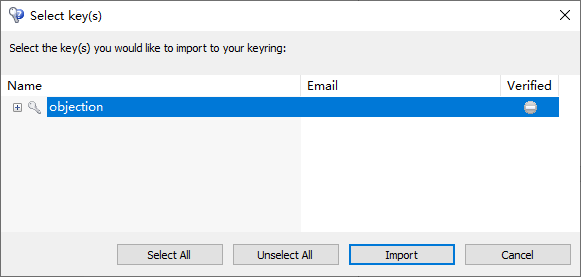 Select key(s)
Select the key(s) you would like to import to your keyring:
Name Email Verified
objection
Select All Unselect All Import Cancel